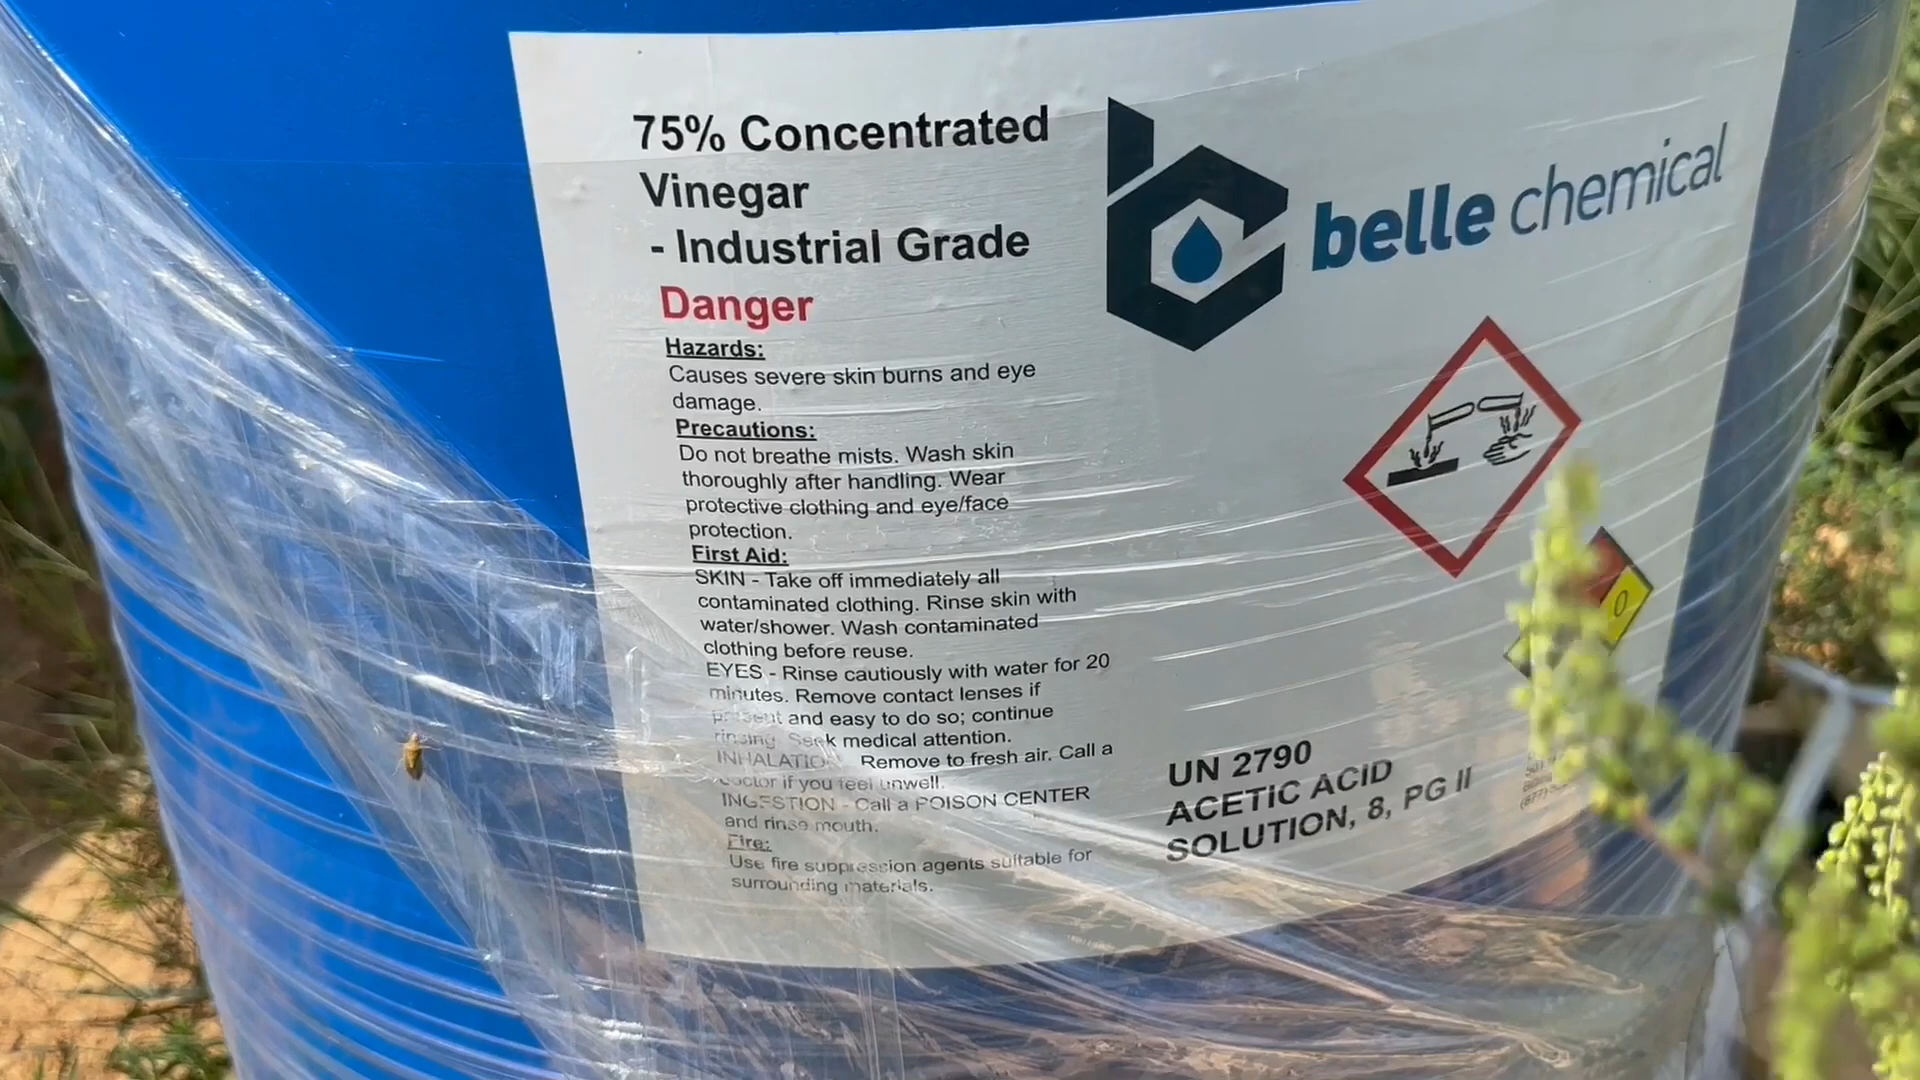 75% Concentrated
Vinegar
- Industrial Grade
Danger
Hazards:
Causes severe skin burns and eye
damage.
Precautions:
Do not breathe mists. Wash skin
thoroughly after handling. Wear
protective clothing and eye/face
protection.
First Aid:
SKIN - Take off immediately all
contaminated clothing. Rinse skin with
water/shower. Wash contaminated
clothing before reuse.
EYES - Rinse cautiously with water for 20
minutes. Remove contact lenses if
present and easy to do so; continue
rinsing. Seek medical attention.
INHALATION - Remove to fresh air. Call a
doctor if you feel unwell.
INGESTION - Call a POISON CENTER
and rinse mouth.
Fire:
Use fire suppression agents suitable for
surrounding materials.
belle chemical
0
UN 2790
ACETIC ACID
SOLUTION, 8, PG II